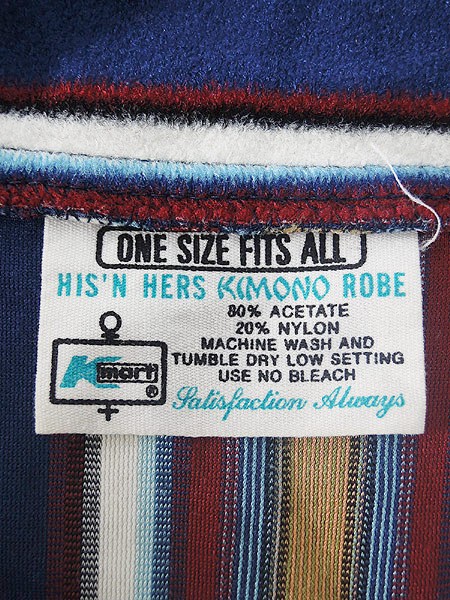 ONE SIZE FITS ALL
HIS'N HERS KIMONO ROBE
80% ACETATE
20% NYLON
MACHINE WASH AND
TUMBLE DRY LOW SETTING
USE NO BLEACH
K mart ®
Satisfaction Always